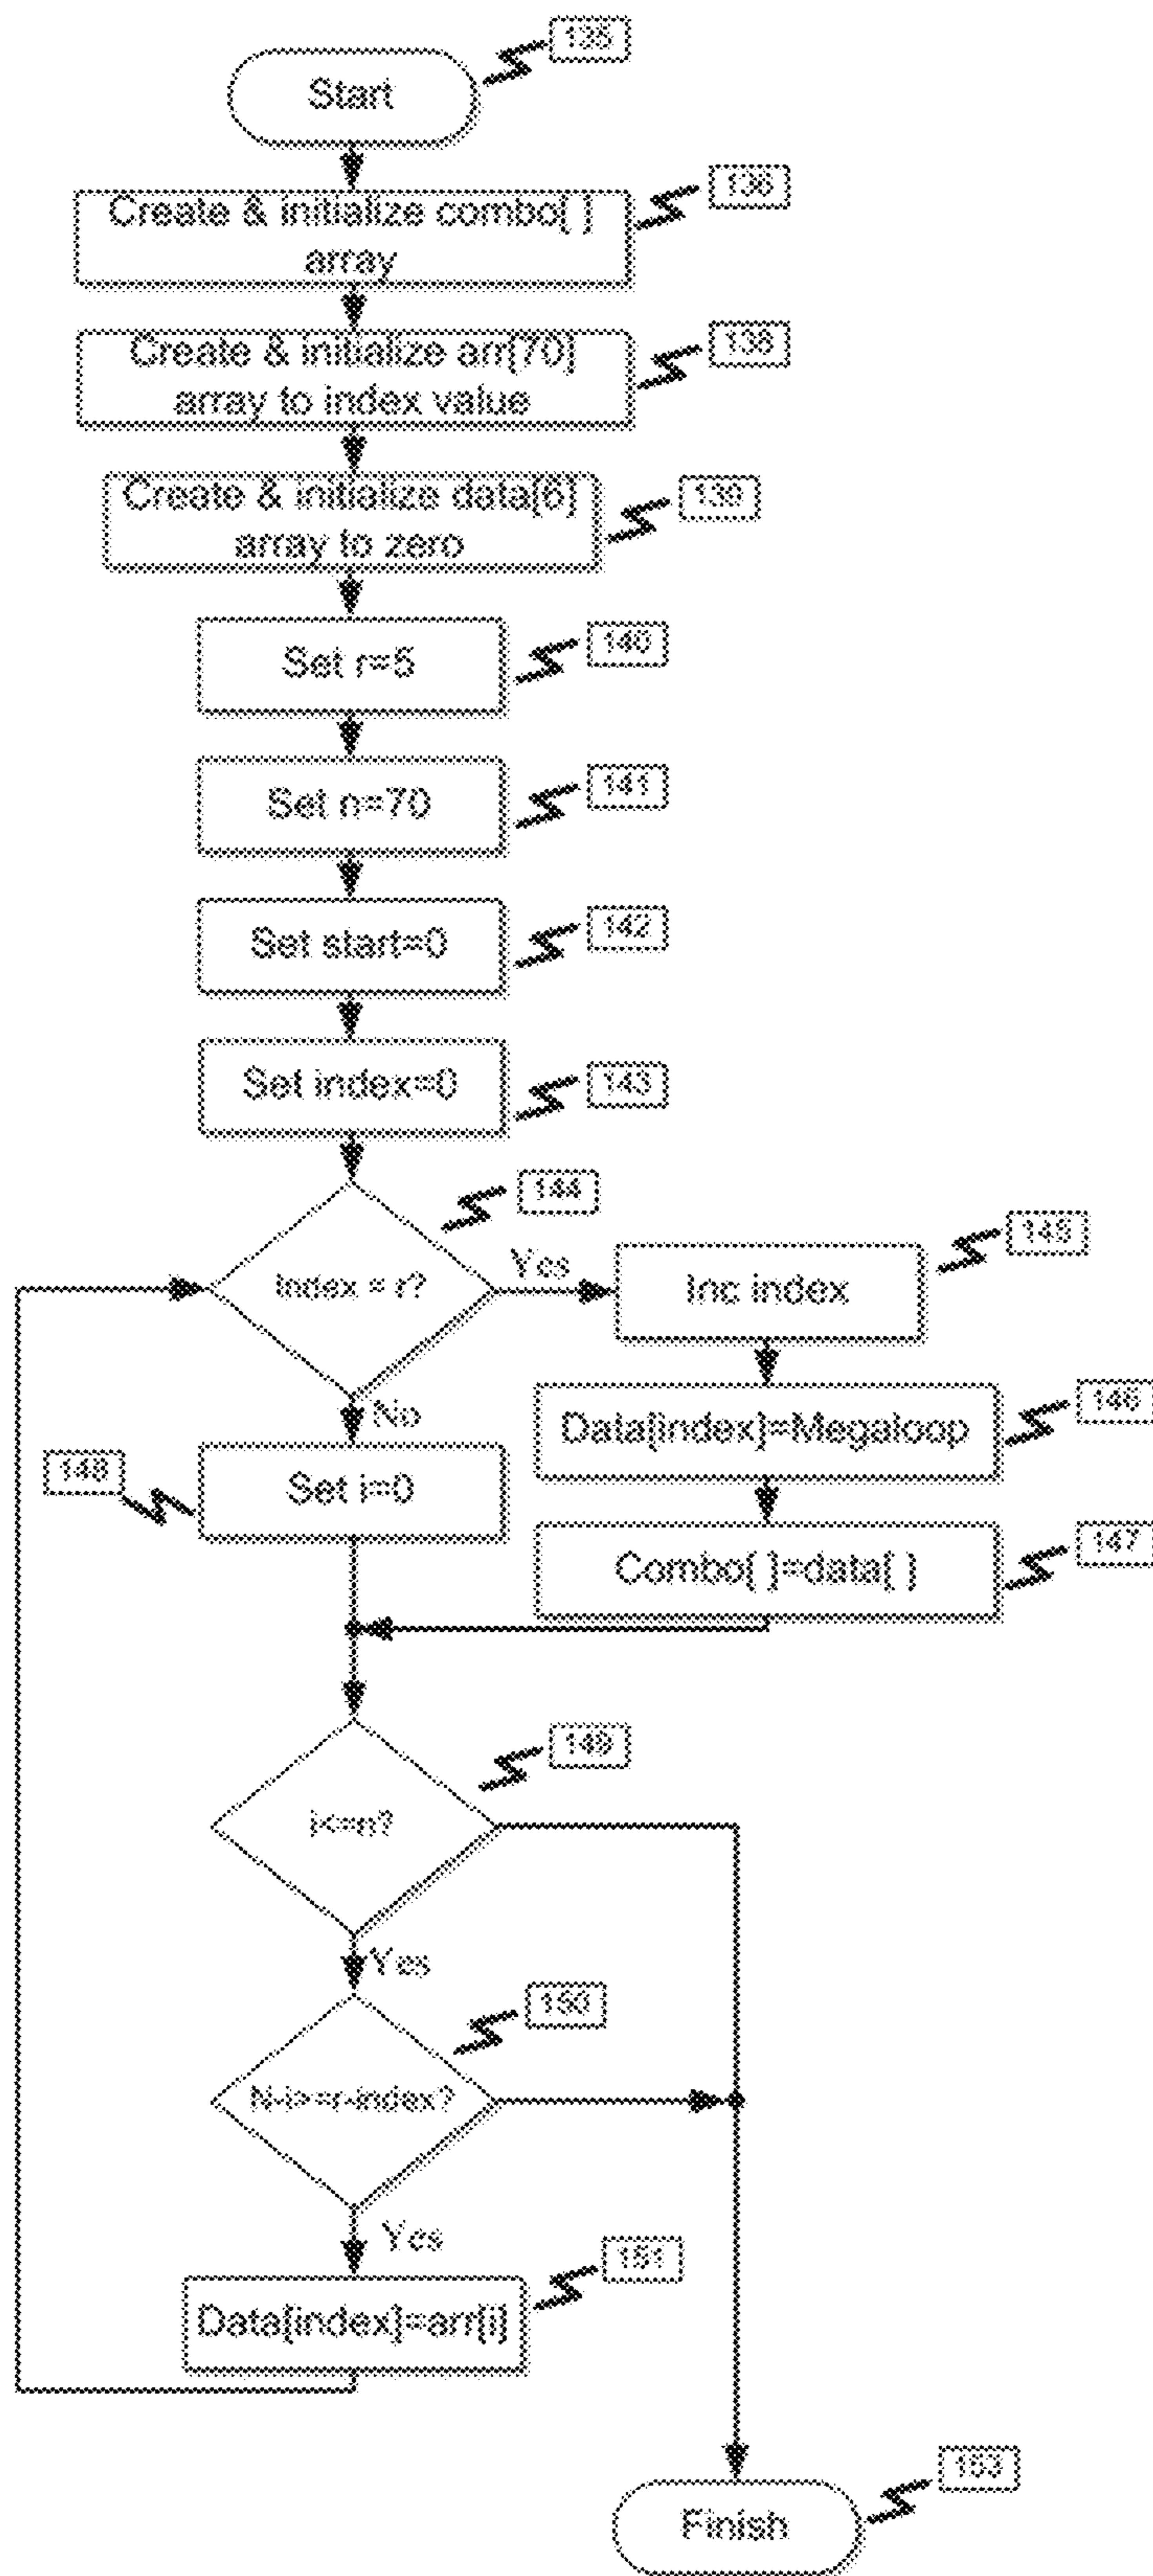 135
Start
136
Create & initialize combo[ ]
array
138
Create & initialize arr[70]
array to index value
139
Create & initialize data[6]
array to zero
140
Set r=5
141
Set n=70
142
Set start=0
143
Set index=0
144
Index = r?
Yes
145
Inc index
No
146
Data[index]=Megaloop
148
Set i=0
147
Combo[ ]=data[ ]
149
i<=n?
Yes
150
N-i>=r-index?
Yes
151
Data[index]=arr[i]
153
Finish